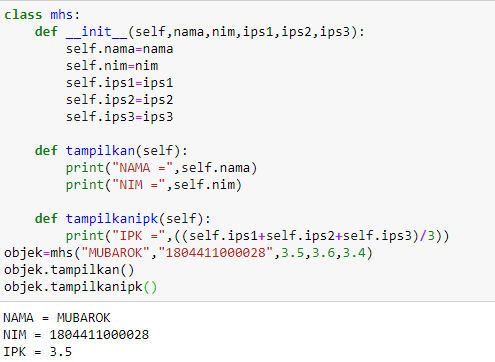 class mhs:
    def __init__(self,nama,nim,ips1,ips2,ips3):
        self.nama=nama
        self.nim=nim
        self.ips1=ips1
        self.ips2=ips2
        self.ips3=ips3

    def tampilkan(self):
        print("NAMA =",self.nama)
        print("NIM =",self.nim)

    def tampilkanipk(self):
        print("IPK =",((self.ips1+self.ips2+self.ips3)/3))
objek=mhs("MUBAROK","1804411000028",3.5,3.6,3.4)
objek.tampilkan()
objek.tampilkanipk()
NAMA = MUBAROK
NIM = 1804411000028
IPK = 3.5